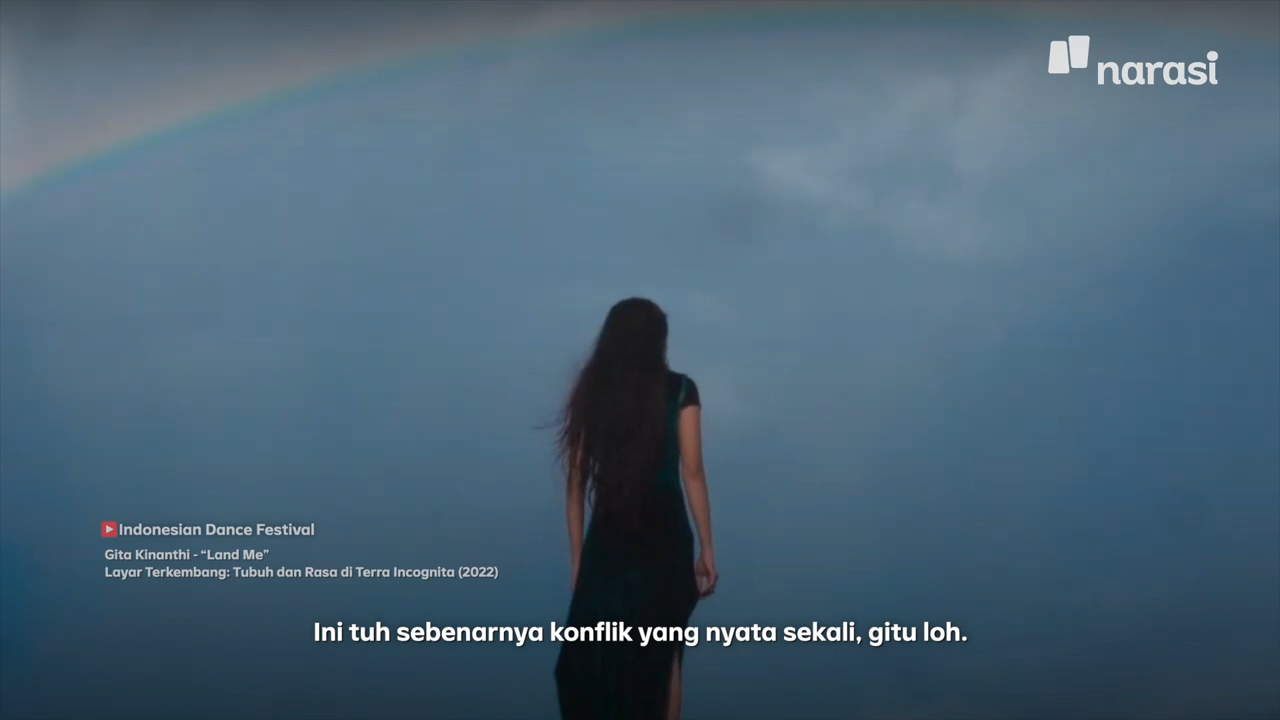 narasi
Indonesian Dance Festival
Gita Kinanthi - “Land Me”
Layar Terkembang: Tubuh dan Rasa di Terra Incognita (2022)
Ini tuh sebenarnya konflik yang nyata sekali, gitu loh.